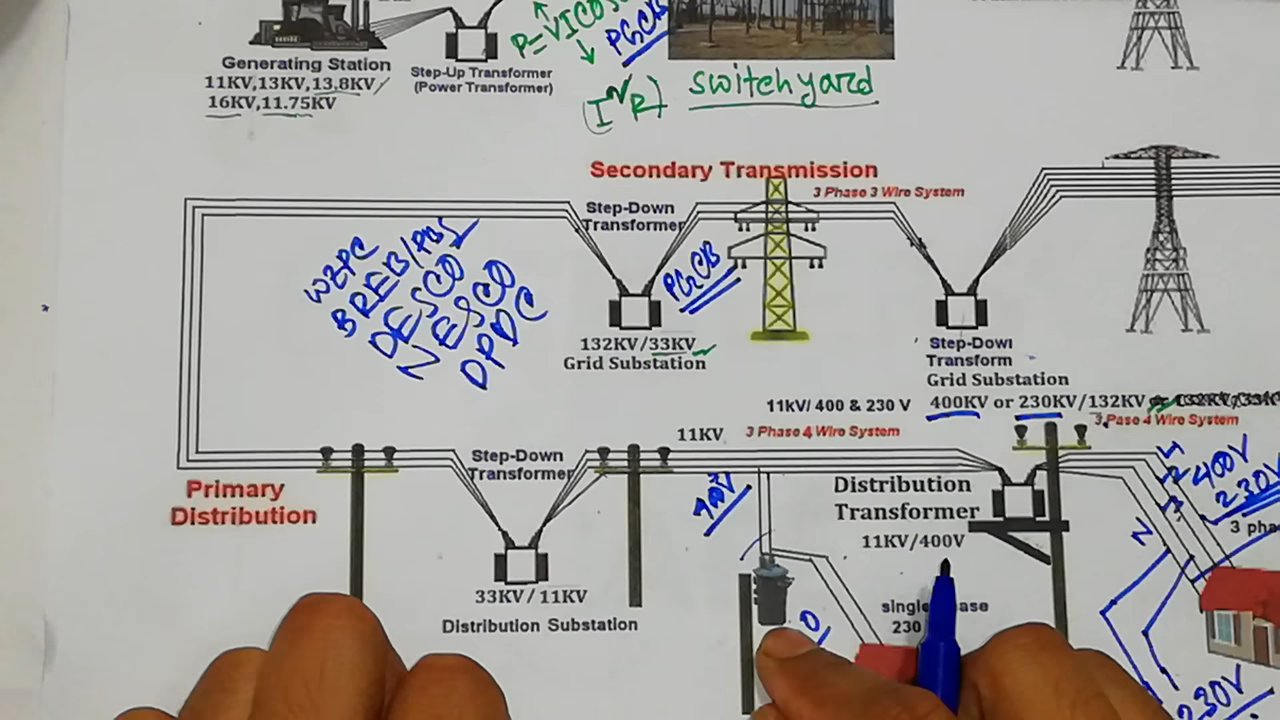 P=VICOS
PGCB
Generating Station
11KV,13KV,13.8KV/
16KV,11.75KV
Step-Up Transformer
(Power Transformer)
(I²R)
switchyard
Secondary Transmission
3 Phase 3 Wire System
Step-Down
Transformer
WZPC
BREB/PBS
DESCO
NESCO
DPDC
PGCB
132KV/33KV
Grid Substation
Step-Down
Transform
Grid Substation
400KV or 230KV/132KV
11kV/ 400 & 230 V
3 Pase 4 Wire System
11KV
3 Phase 4 Wire System
Step-Down
Transformer
Primary
Distribution
Distribution
Transformer
11KV/400V
400V
230V
N
3 pha
33KV/11KV
Distribution Substation
230
230V